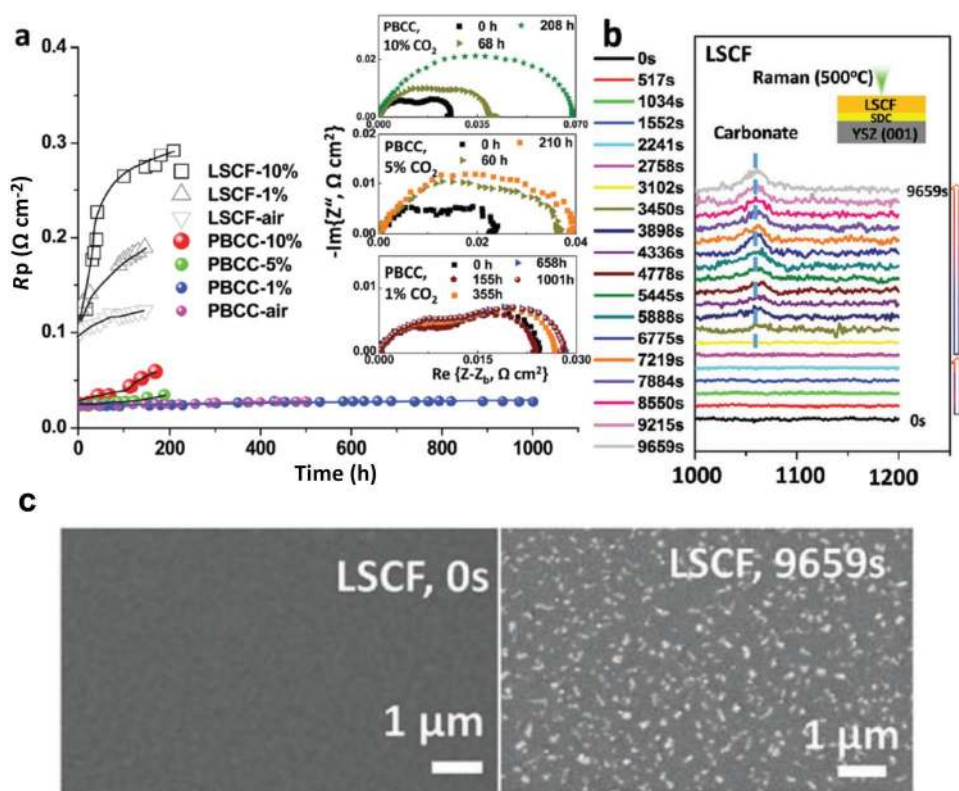 a
Rp (Ω cm⁻²)
0.4
0.3
0.2
0.1
0.0
0
200
400
600
800
1000
Time (h)
LSCF-10%
LSCF-1%
LSCF-air
PBCC-10%
PBCC-5%
PBCC-1%
PBCC-air
-Im{Z", Ω cm²)
PBCC, 0 h 208 h
10% CO₂ 68 h
0.02
0.01
0.00
0.000 0.035 0.070
PBCC, 0 h 210 h
5% CO₂ 60 h
0.02
0.01
0.00
0.00 0.02 0.04
PBCC, 0 h 658h
1% CO₂ 155h 1001h
355h
0.01
0.00
0.000 0.015 0.030
Re {Z-Zb, Ω cm²)
b
0s
517s
1034s
1552s
2241s
2758s
3102s
3450s
3898s
4336s
4778s
5445s
5888s
6775s
7219s
7884s
8550s
9215s
9659s
LSCF
Raman (500°C)
LSCF
SDC
YSZ (001)
Carbonate
9659s
0s
1000 1100 1200
c
LSCF, 0s
1 µm
LSCF, 9659s
1 µm